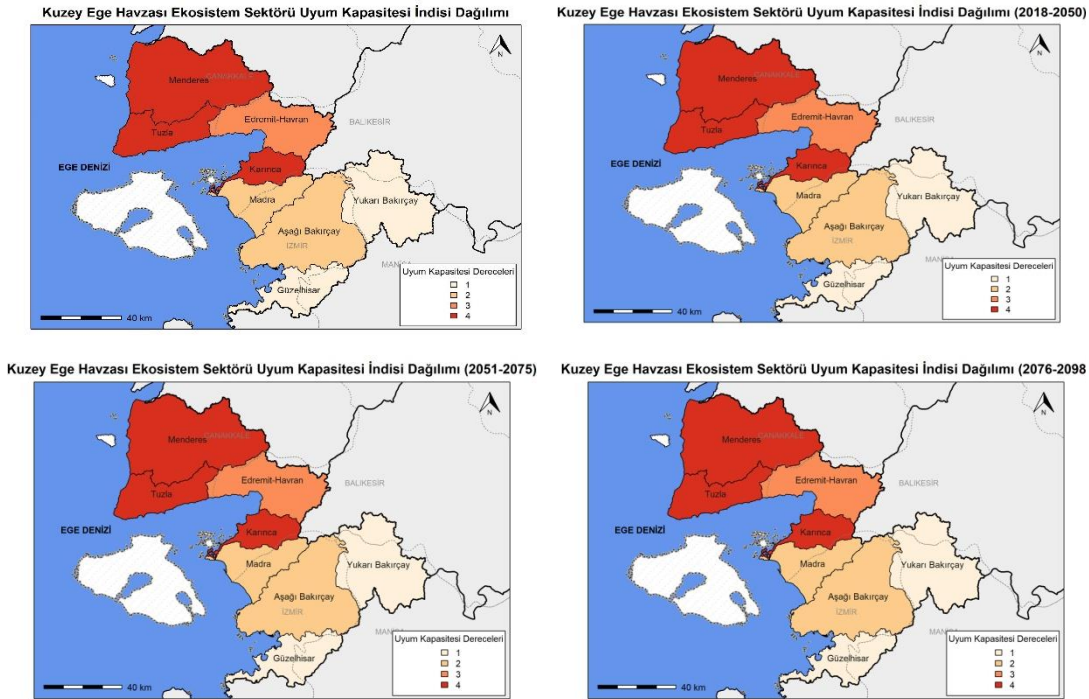 Kuzey Ege Havzası Ekosistem Sektörü Uyum Kapasitesi İndisi Dağılımı
N
ÇANAKKALE
Menderes
Tuzla
Edremit-Havran
BALIKESİR
EGE DENİZİ
Karınca
Madra
Yukarı Bakırçay
Aşağı Bakırçay
İZMİR
MANİSA
Güzelhisar
Uyum Kapasitesi Dereceleri
1
2
3
4
40 km
Kuzey Ege Havzası Ekosistem Sektörü Uyum Kapasitesi İndisi Dağılımı (2018-2050)
N
ÇANAKKALE
Menderes
Tuzla
Edremit-Havran
BALIKESİR
EGE DENİZİ
Karınca
Madra
Yukarı Bakırçay
Aşağı Bakırçay
İZMİR
MANİSA
Güzelhisar
Uyum Kapasitesi Dereceleri
1
2
3
4
40 km
Kuzey Ege Havzası Ekosistem Sektörü Uyum Kapasitesi İndisi Dağılımı (2051-2075)
N
ÇANAKKALE
Menderes
Tuzla
Edremit-Havran
BALIKESİR
EGE DENİZİ
Karınca
Madra
Yukarı Bakırçay
Aşağı Bakırçay
İZMİR
MANİSA
Güzelhisar
Uyum Kapasitesi Dereceleri
1
2
3
4
40 km
Kuzey Ege Havzası Ekosistem Sektörü Uyum Kapasitesi İndisi Dağılımı (2076-2098
N
ÇANAKKALE
Menderes
Tuzla
Edremit-Havran
BALIKESİR
EGE DENİZİ
Karınca
Madra
Yukarı Bakırçay
Aşağı Bakırçay
İZMİR
MANİSA
Güzelhisar
Uyum Kapasitesi Dereceleri
1
2
3
4
40 km